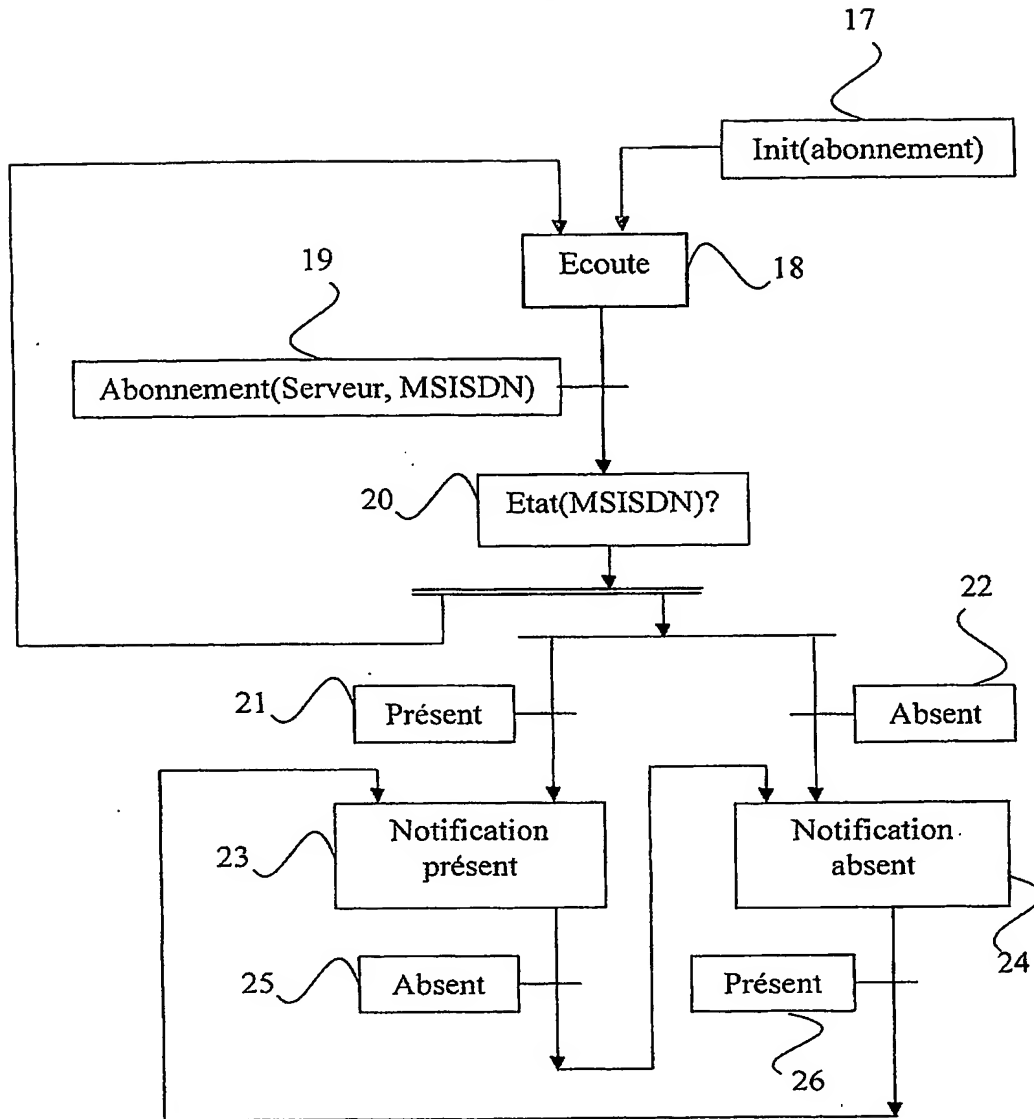 17
Init(abonnement)
Ecoute
18
19
Abonnement(Serveur, MSISDN)
20
Etat(MSISDN)?
22
21
Présent
Absent
23
Notification
présent
Notification
absent
24
25
Absent
Présent
26